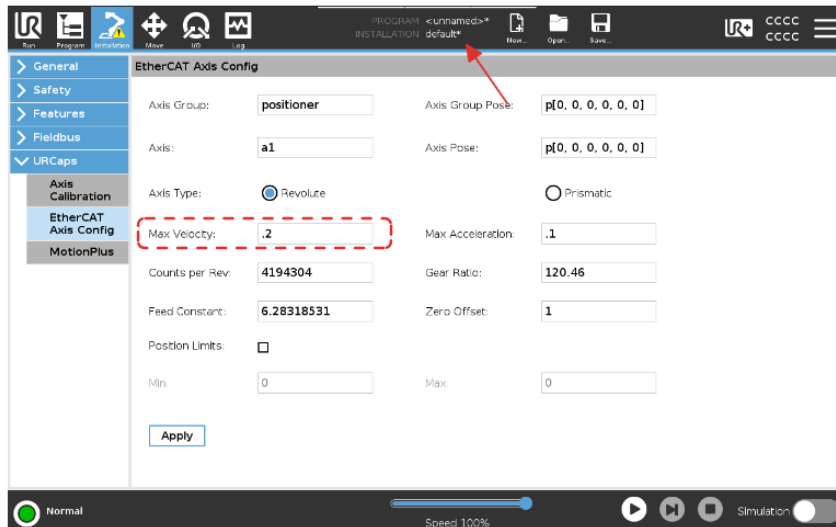 UR
PROGRAM <unnamed>*
INSTALLATION default*
New... Open... Save...
UR+
CCCC
CCCC
Run Program Installation Move I/O Log
General
Safety
Features
Fieldbus
URCaps
Axis
Calibration
EtherCAT
Axis Config
MotionPlus
EtherCAT Axis Config
Axis Group: positioner Axis Group Pose: p[0, 0, 0, 0, 0, 0]
Axis: a1 Axis Pose: p[0, 0, 0, 0, 0, 0]
Axis Type: Revolute Prismatic
Max Velocity: .2 Max Acceleration: .1
Counts per Rev: 4194304 Gear Ratio: 120.46
Feed Constant: 6.28318531 Zero Offset: 1
Position Limits:
Min: 0 Max: 0
Apply
Normal
Speed 100%
Simulation